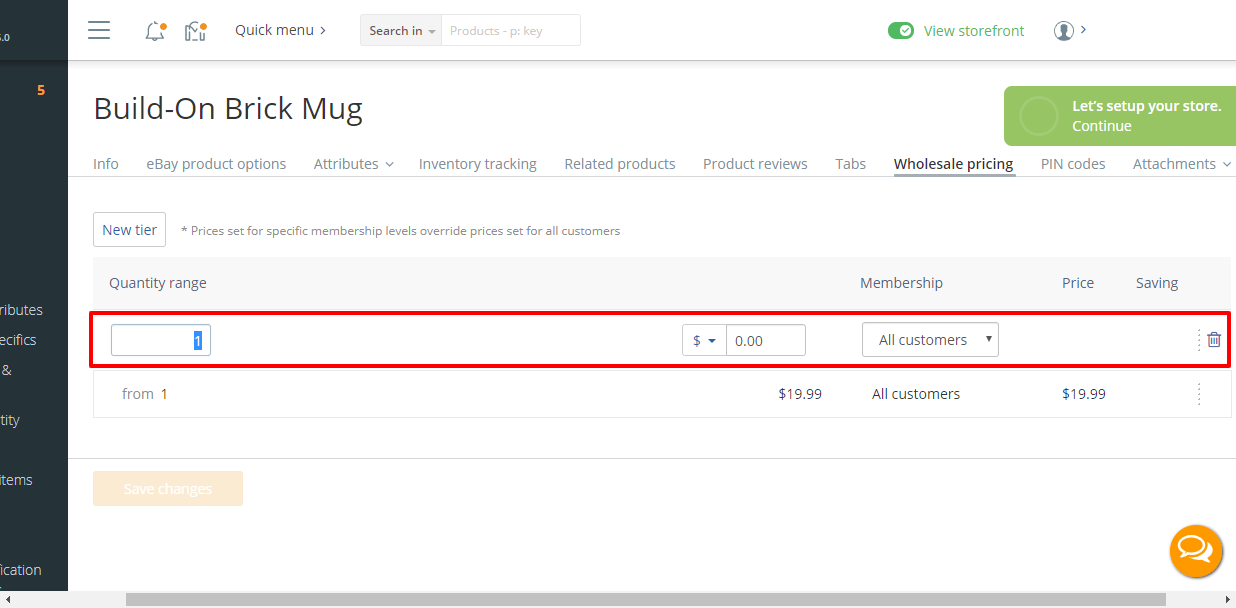 5.0
Quick menu
Search in
Products - p: key
View storefront
5
Build-On Brick Mug
Let's setup your store.
Continue
Info eBay product options Attributes Inventory tracking Related products Product reviews Tabs Wholesale pricing PIN codes Attachments
New tier
* Prices set for specific membership levels override prices set for all customers
Quantity range Membership Price Saving
1 $ 0.00 All customers
from 1 $19.99 All customers $19.99
Save changes
ributes
ecifics
&
tity
items
ication